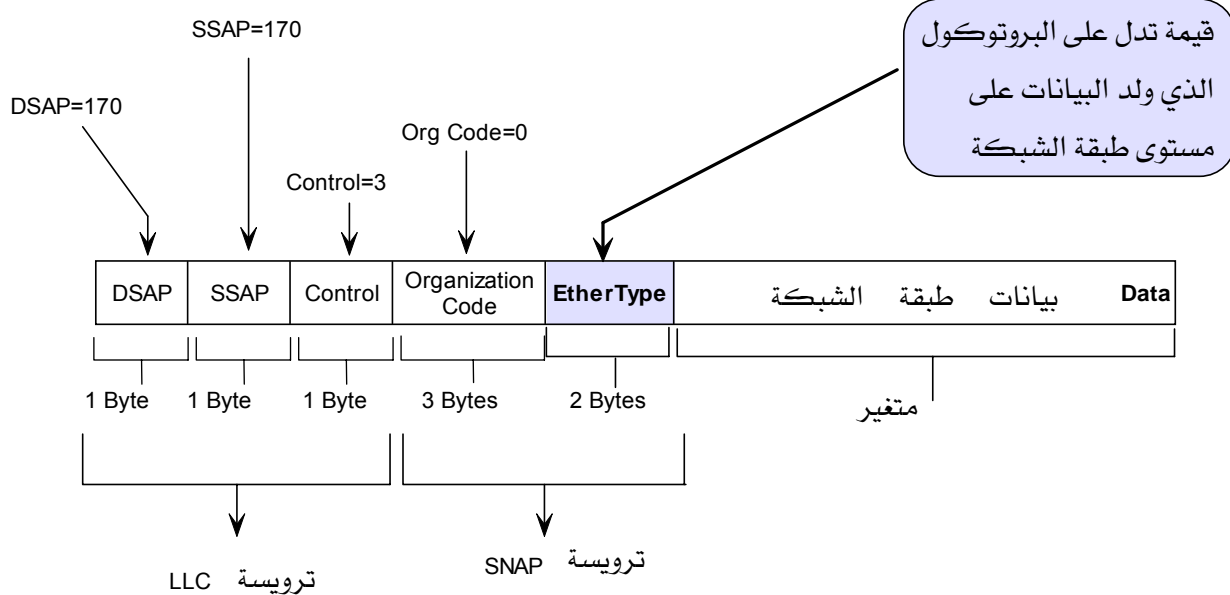 SSAP=170
قيمة تدل على البروتوكول
الذي ولد البيانات على
مستوى طبقة الشبكة
DSAP=170
Org Code=0
Control=3
DSAP
SSAP
Control
Organization
Code
EtherType
بيانات طبقة الشبكة
Data
1 Byte
1 Byte
1 Byte
3 Bytes
2 Bytes
متغير
ترويسة LLC
ترويسة SNAP